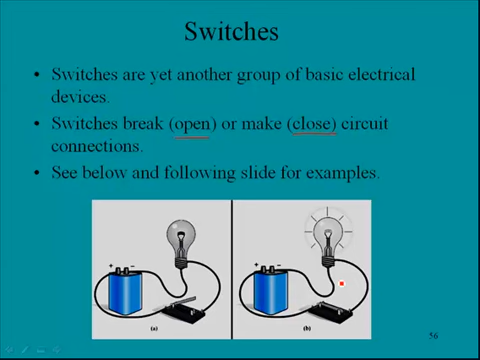 Switches
• Switches are yet another group of basic electrical
devices.
• Switches break (open) or make (close) circuit
connections.
• See below and following slide for examples.
+ −
+ −
(a)
(b)
56